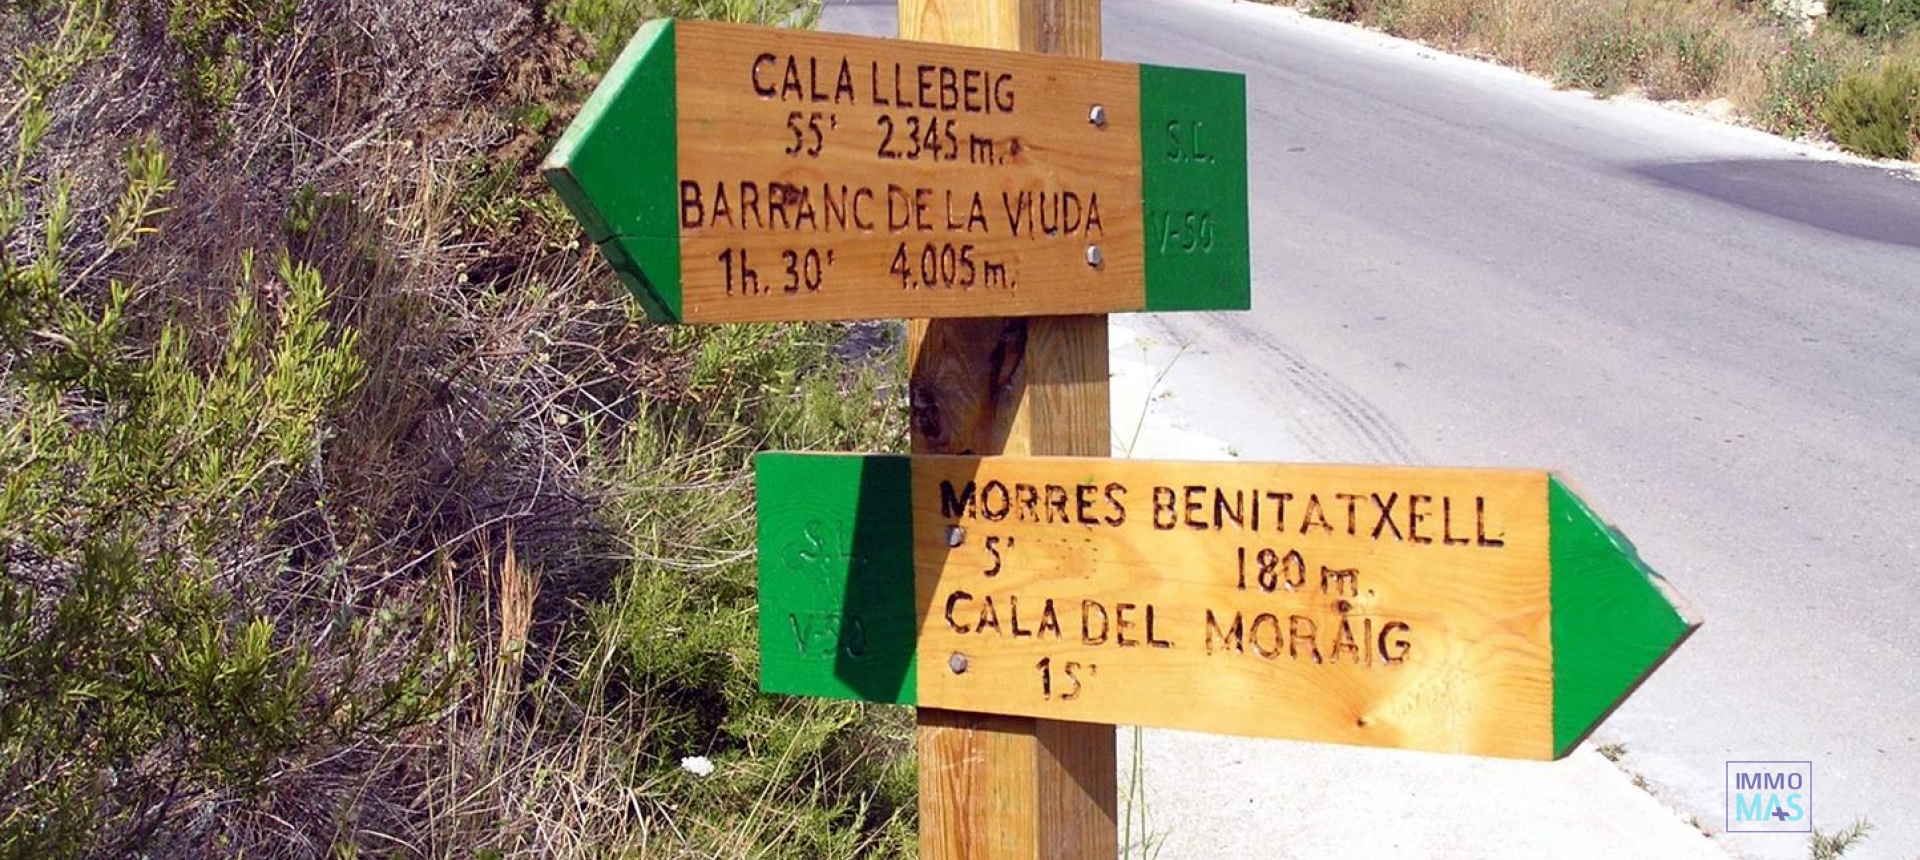 CALA LLEBEIG
55' 2.345 m.
BARRANC DE LA VIUDA
1h. 30' 4.005 m.
S.L.
V-50
MORRES BENITATXELL
5' 180 m.
CALA DEL MORAIG
15'
S.L.
V-50
IMMO
MAS